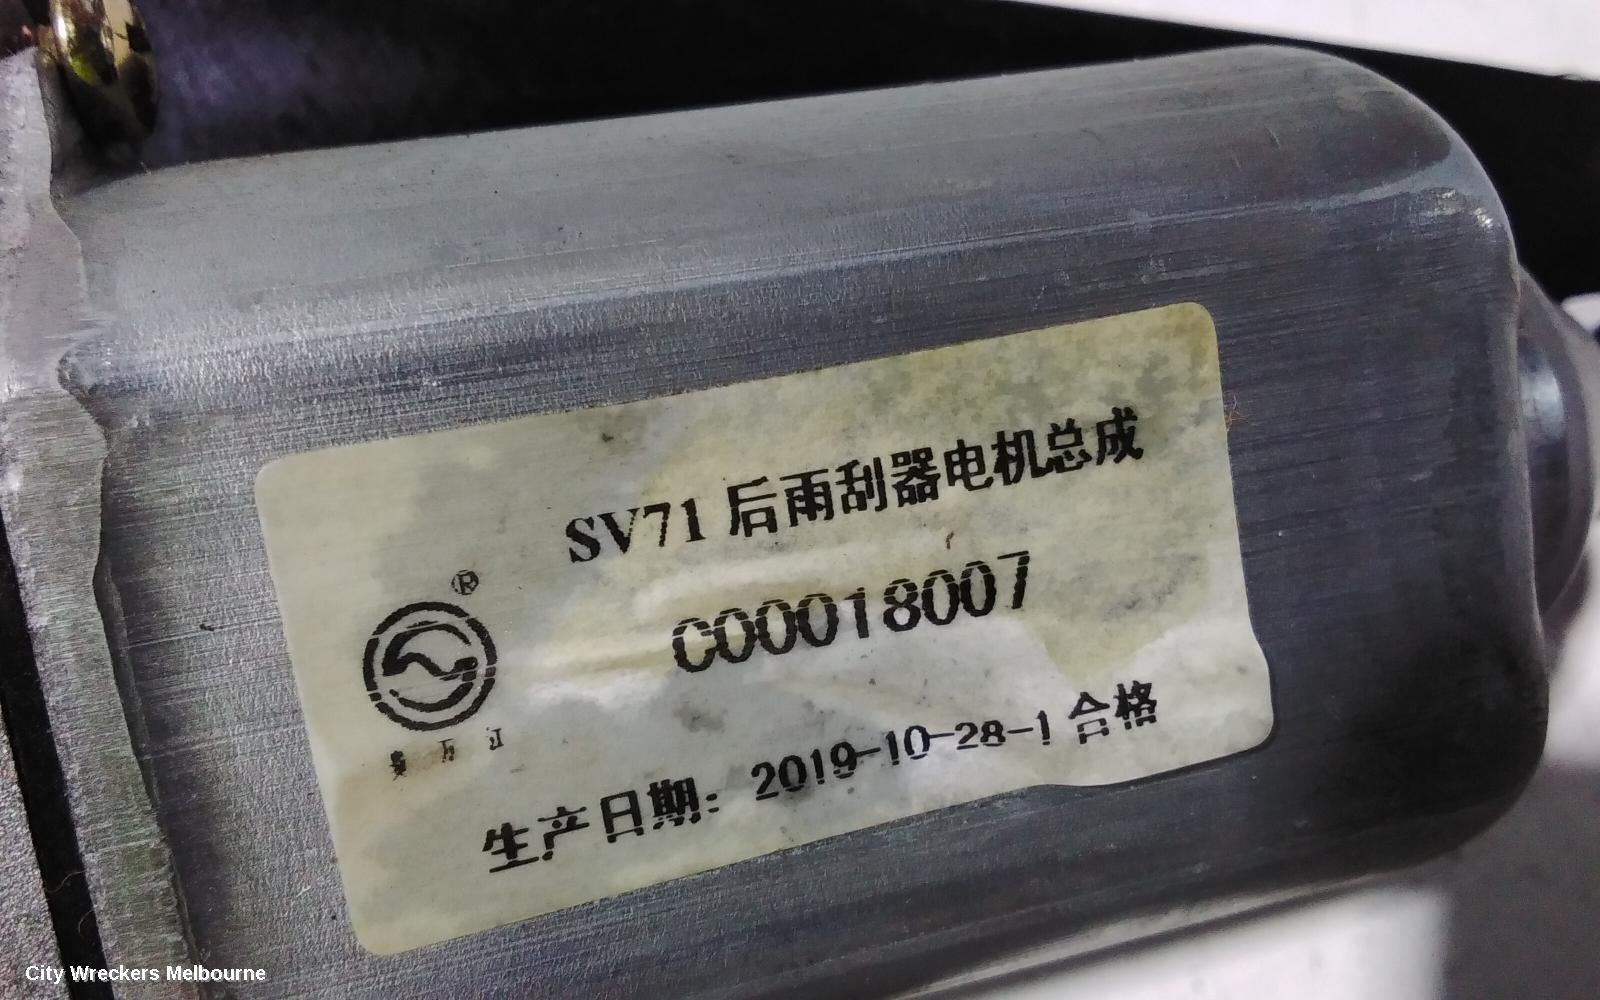 SV71 后雨刮器电机总成
C00018007
®
生产日期: 2019-10-28-1 合格
City Wreckers Melbourne